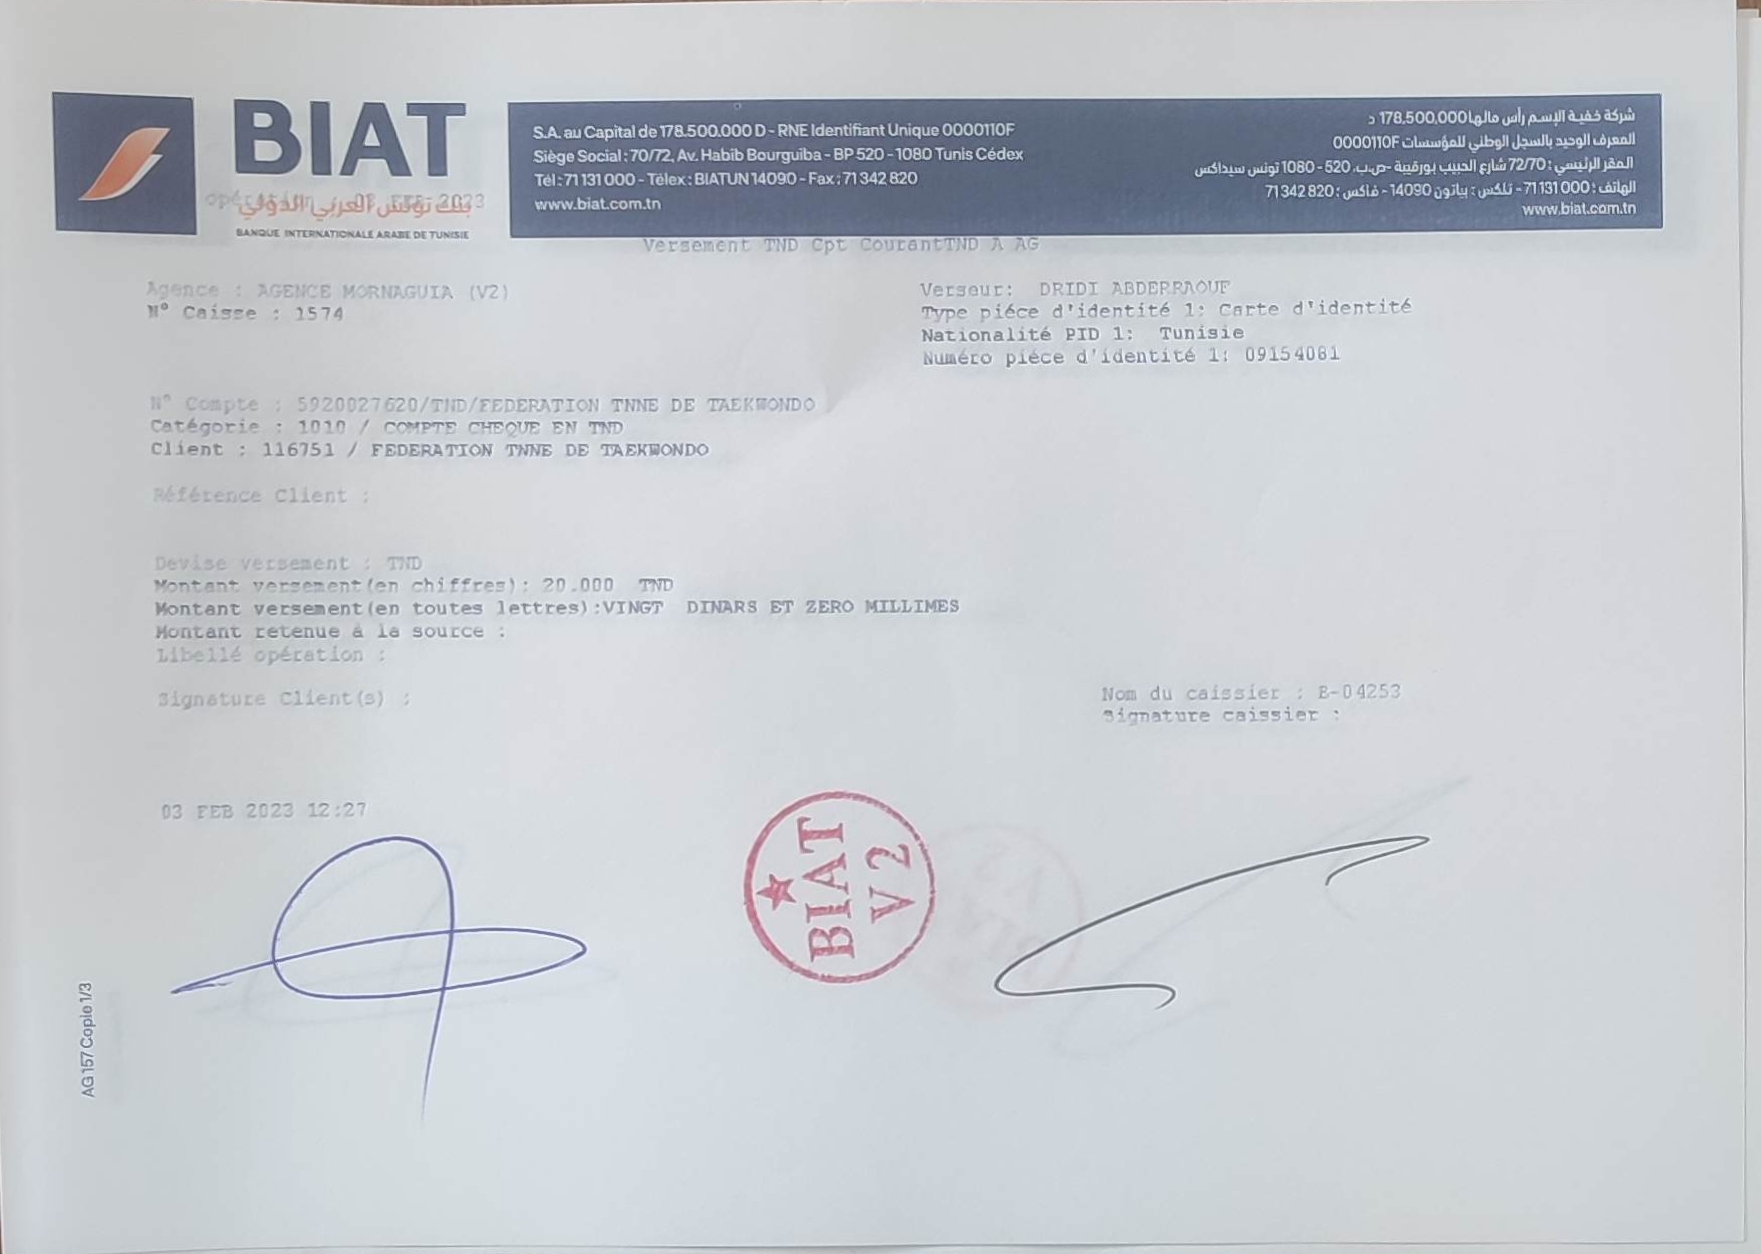 BIAT
بنك تونس العربي الدولي
BANQUE INTERNATIONALE ARABE DE TUNISIE
S.A. au Capital de 178.500.000 D - RNE Identifiant Unique 0000110F
Siège Social : 70/72, Av. Habib Bourguiba - BP 520 - 1080 Tunis Cédex
Tél : 71 131 000 - Télex : BIATUN 14090 - Fax : 71 342 820
www.biat.com.tn
شركة خفية الإسم رأس مالها 178.500.000 د
المعرف الوحيد بالسجل الوطني للمؤسسات 0000110F
المقر الرئيسي : 72/70 شارع الحبيب بورقيبة -ص.ب. 520 - 1080 تونس سيداكس
الهاتف : 71 131 000 - تلكس : بياتون 14090 - فاكس : 71 342 820
www.biat.com.tn
Versement TND Cpt CourantTND A AG
Agence : AGENCE MORNAGUIA (V2)
N° Caisse : 1574
Verseur: DRIDI ABDERRAOUF
Type piéce d'identité 1: Carte d'identité
Nationalité PID 1: Tunisie
Numéro piéce d'identité 1: 09154081
N° Compte : 5920027620/TND/FEDERATION TNNE DE TAEKWONDO
Catégorie : 1010 / COMPTE CHEQUE EN TND
Client : 116751 / FEDERATION TNNE DE TAEKWONDO
Référence Client :
Devise versement : TND
Montant versement(en chiffres): 20.000 TND
Montant versement(en toutes lettres):VINGT DINARS ET ZERO MILLIMES
Montant retenue à la source :
Libellé opération :
Signature Client(s) :
Nom du caissier : E-04253
Signature caissier :
03 FEB 2023 12:27
BIAT
V2
AG 157 Copie 1/3